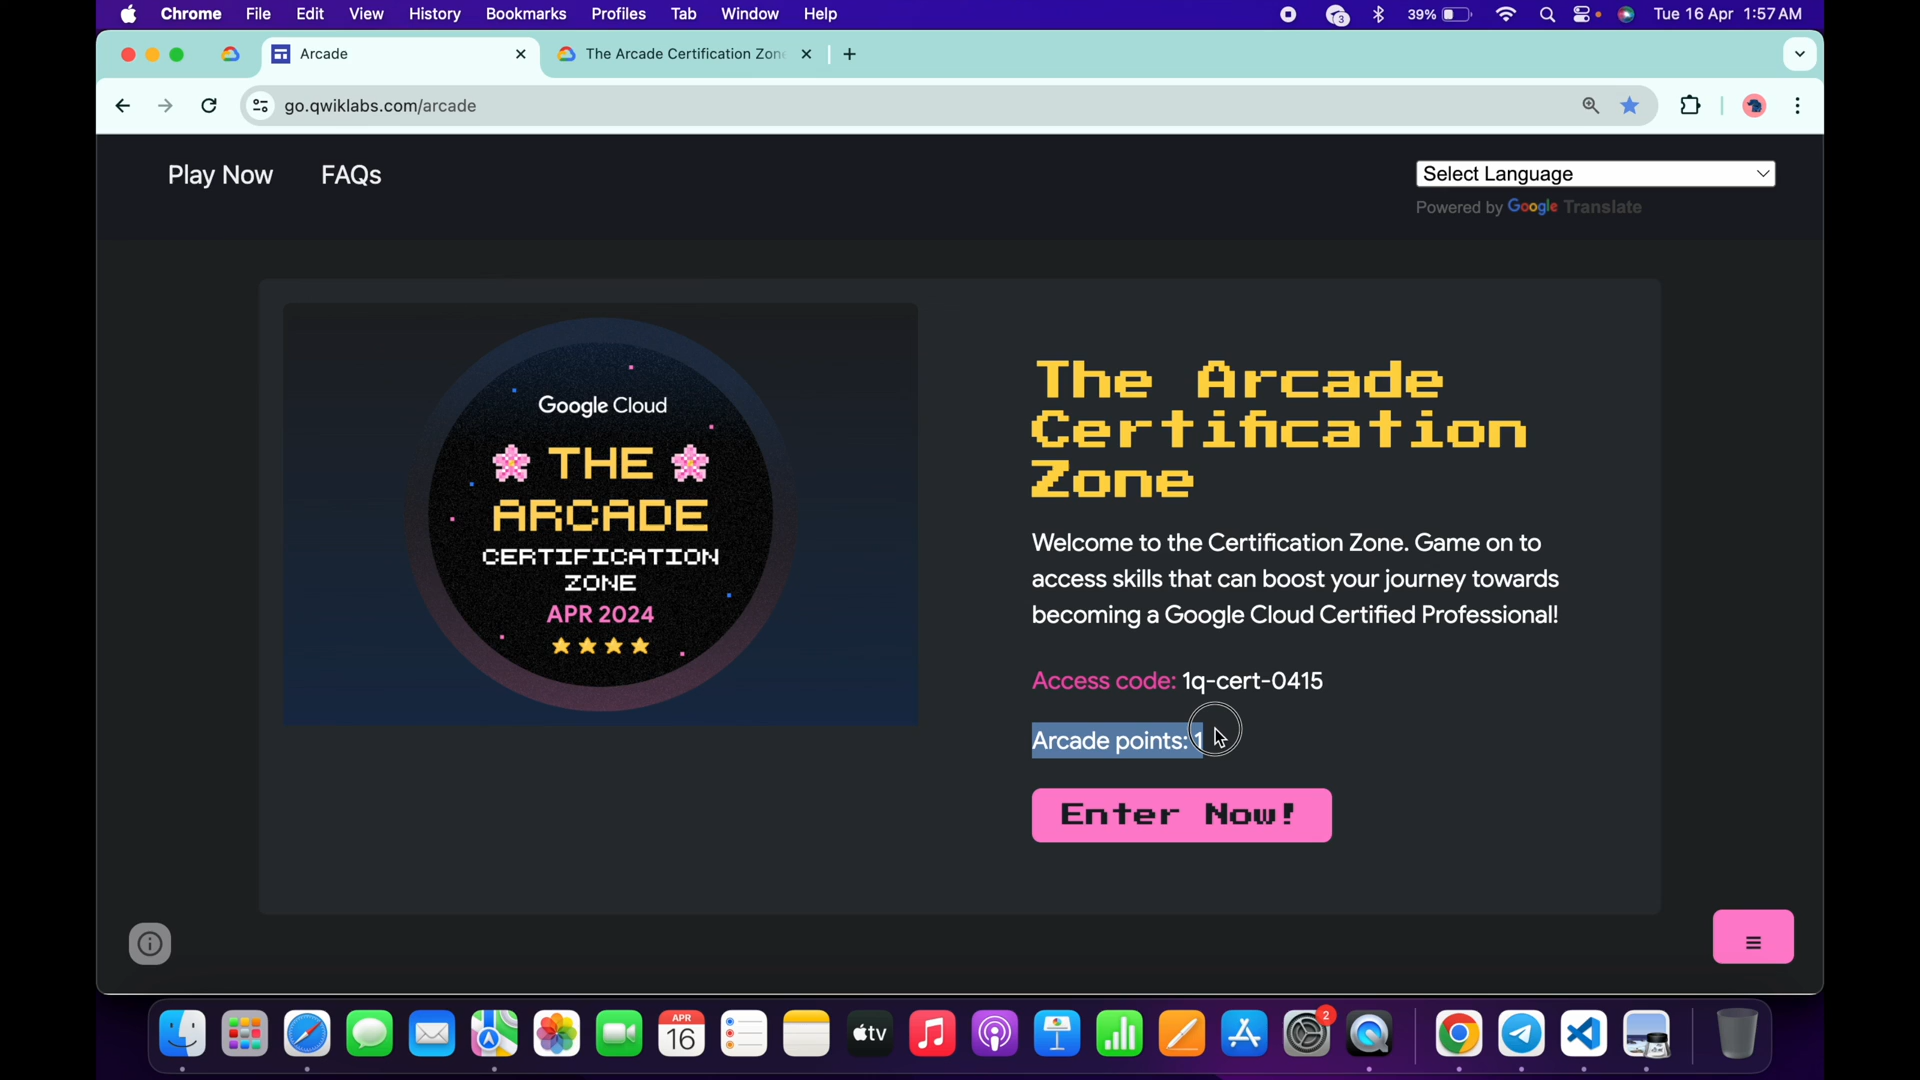 Chrome File Edit View History Bookmarks Profiles Tab Window Help 3 39% Tue 16 Apr 1:57 AM
Arcade The Arcade Certification Zone
go.qwiklabs.com/arcade
Play Now FAQs Select Language
Powered by Google Translate
Google Cloud
THE
ARCADE
CERTIFICATION
ZONE
APR 2024
The Arcade
Certification
Zone
Welcome to the Certification Zone. Game on to
access skills that can boost your journey towards
becoming a Google Cloud Certified Professional!
Access code: 1q-cert-0415
Arcade points: 1
Enter Now!
APR
16
tv
2